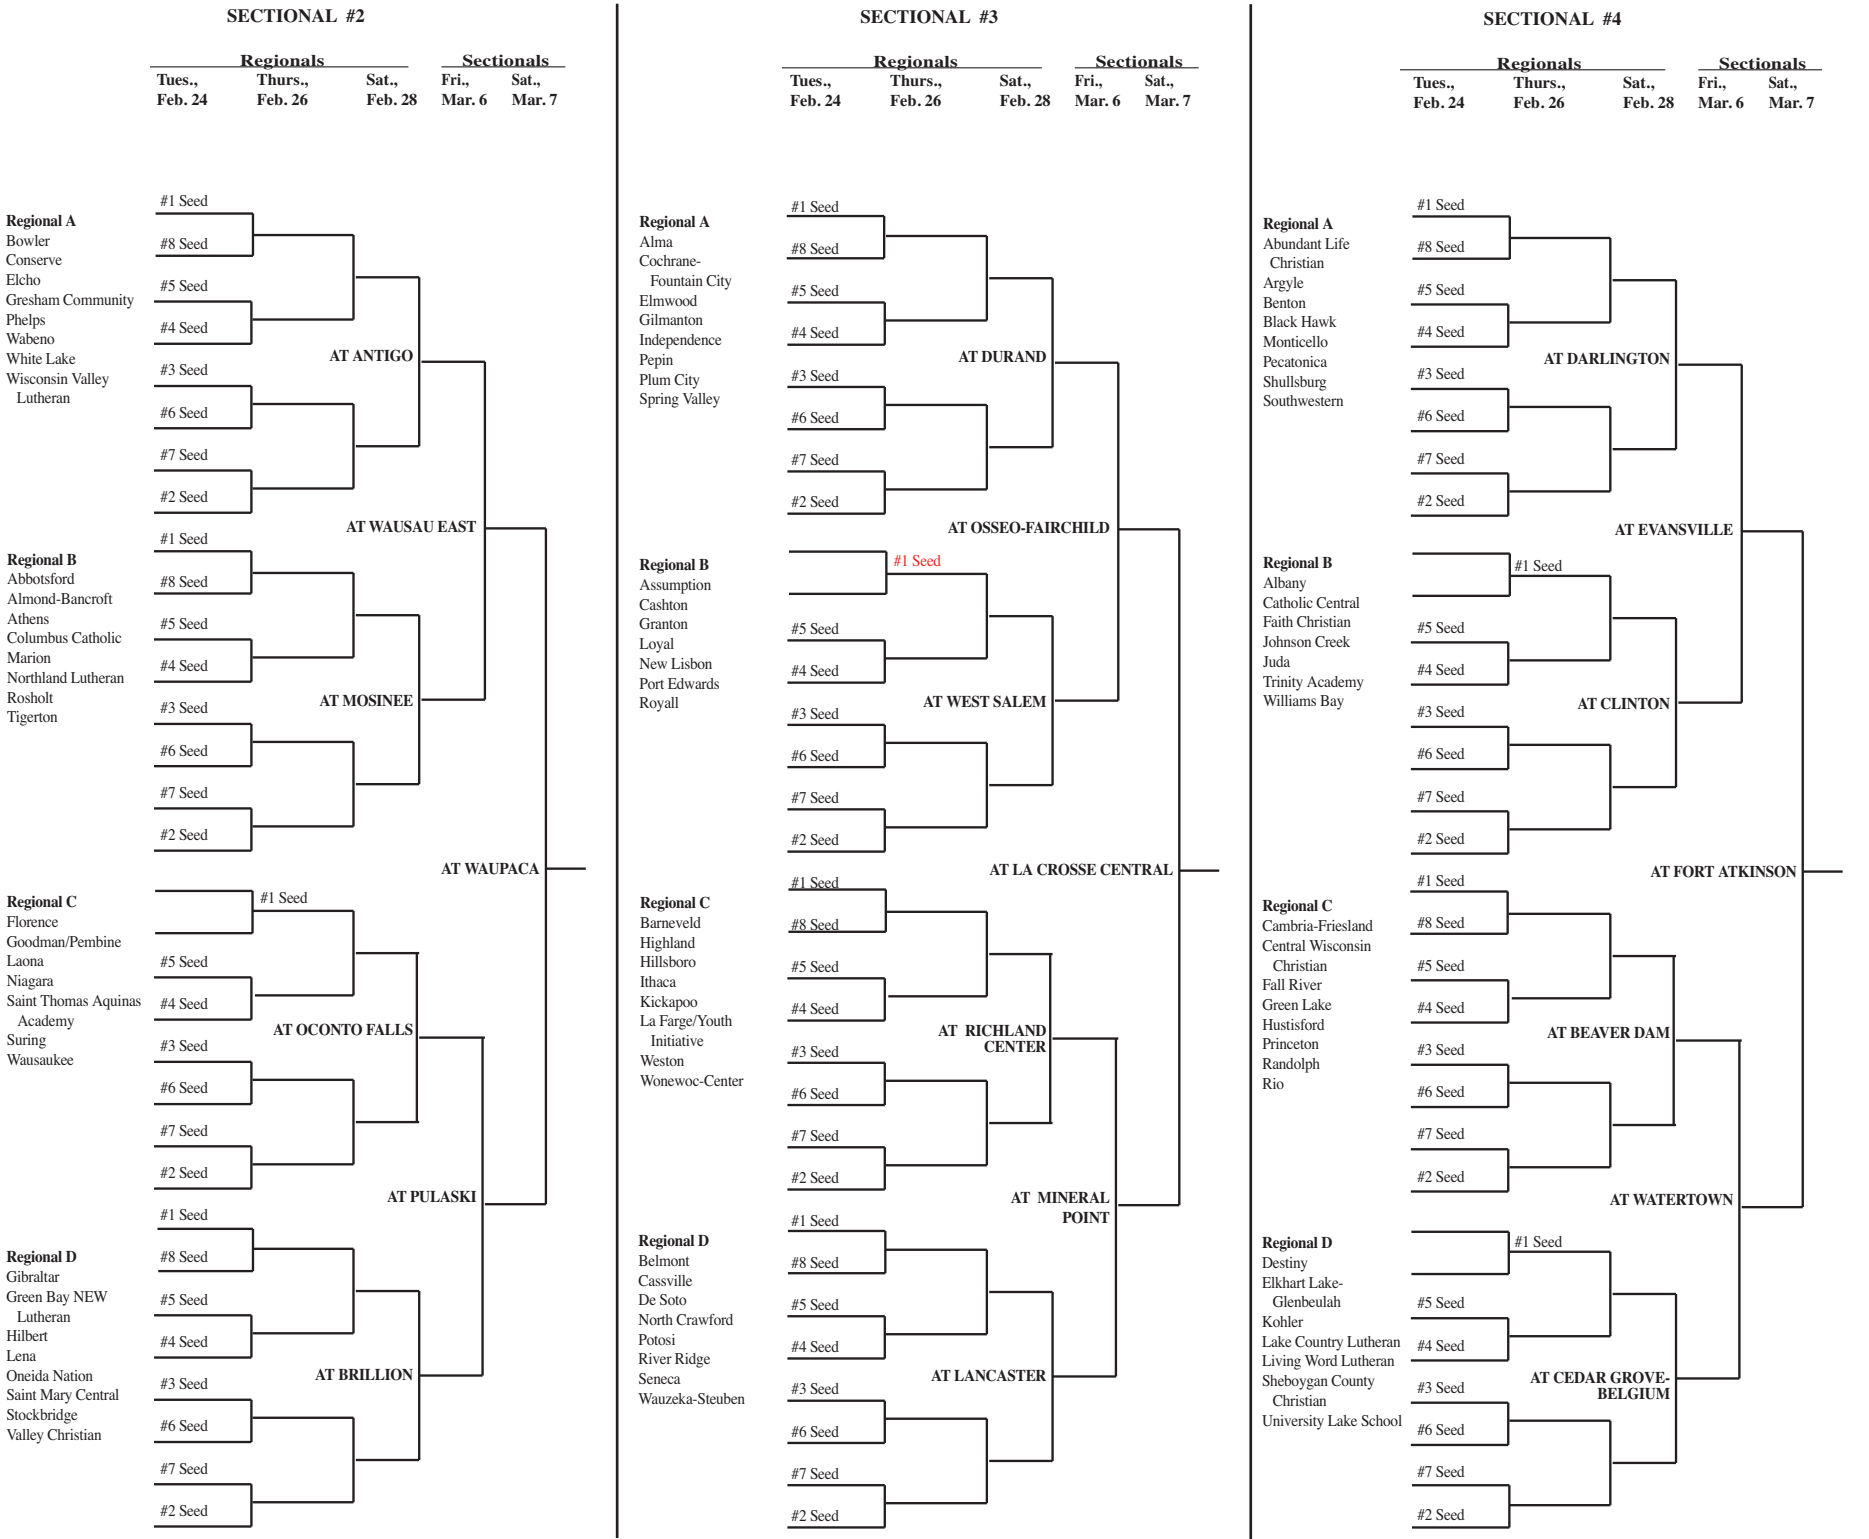 SECTIONAL #2
Regionals
Sectionals
Tues.,
Feb. 24
Thurs.,
Feb. 26
Sat.,
Feb. 28
Fri.,
Mar. 6
Sat.,
Mar. 7
Regional A
Bowler
Conserve
Elcho
Gresham Community
Phelps
Wabeno
White Lake
Wisconsin Valley
Lutheran
#1 Seed
#8 Seed
#5 Seed
#4 Seed
#3 Seed
#6 Seed
#7 Seed
#2 Seed
AT ANTIGO
AT WAUSAU EAST
Regional B
Abbotsford
Almond-Bancroft
Athens
Columbus Catholic
Marion
Northland Lutheran
Rosholt
Tigerton
#1 Seed
#8 Seed
#5 Seed
#4 Seed
#3 Seed
#6 Seed
#7 Seed
#2 Seed
AT MOSINEE
AT WAUPACA
Regional C
Florence
Goodman/Pembine
Laona
Niagara
Saint Thomas Aquinas
Academy
Suring
Wausaukee
#1 Seed
#5 Seed
#4 Seed
#3 Seed
#6 Seed
#7 Seed
#2 Seed
AT OCONTO FALLS
AT PULASKI
Regional D
Gibraltar
Green Bay NEW
Lutheran
Hilbert
Lena
Oneida Nation
Saint Mary Central
Stockbridge
Valley Christian
#1 Seed
#8 Seed
#5 Seed
#4 Seed
#3 Seed
#6 Seed
#7 Seed
#2 Seed
AT BRILLION
SECTIONAL #3
Regionals
Sectionals
Tues.,
Feb. 24
Thurs.,
Feb. 26
Sat.,
Feb. 28
Fri.,
Mar. 6
Sat.,
Mar. 7
Regional A
Alma
Cochrane-
Fountain City
Elmwood
Gilmanton
Independence
Pepin
Plum City
Spring Valley
#1 Seed
#8 Seed
#5 Seed
#4 Seed
#3 Seed
#6 Seed
#7 Seed
#2 Seed
AT DURAND
AT OSSEO-FAIRCHILD
Regional B
Assumption
Cashton
Granton
Loyal
New Lisbon
Port Edwards
Royall
#1 Seed
#5 Seed
#4 Seed
#3 Seed
#6 Seed
#7 Seed
#2 Seed
AT WEST SALEM
AT LA CROSSE CENTRAL
Regional C
Barneveld
Highland
Hillsboro
Ithaca
Kickapoo
La Farge/Youth
Initiative
Weston
Wonewoc-Center
#1 Seed
#8 Seed
#5 Seed
#4 Seed
#3 Seed
#6 Seed
#7 Seed
#2 Seed
AT RICHLAND
CENTER
AT MINERAL
POINT
Regional D
Belmont
Cassville
De Soto
North Crawford
Potosi
River Ridge
Seneca
Wauzeka-Steuben
#1 Seed
#8 Seed
#5 Seed
#4 Seed
#3 Seed
#6 Seed
#7 Seed
#2 Seed
AT LANCASTER
SECTIONAL #4
Regionals
Sectionals
Tues.,
Feb. 24
Thurs.,
Feb. 26
Sat.,
Feb. 28
Fri.,
Mar. 6
Sat.,
Mar. 7
Regional A
Abundant Life
Christian
Argyle
Benton
Black Hawk
Monticello
Pecatonica
Shullsburg
Southwestern
#1 Seed
#8 Seed
#5 Seed
#4 Seed
#3 Seed
#6 Seed
#7 Seed
#2 Seed
AT DARLINGTON
AT EVANSVILLE
Regional B
Albany
Catholic Central
Faith Christian
Johnson Creek
Juda
Trinity Academy
Williams Bay
#1 Seed
#5 Seed
#4 Seed
#3 Seed
#6 Seed
#7 Seed
#2 Seed
AT CLINTON
AT FORT ATKINSON
Regional C
Cambria-Friesland
Central Wisconsin
Christian
Fall River
Green Lake
Hustisford
Princeton
Randolph
Rio
#1 Seed
#8 Seed
#5 Seed
#4 Seed
#3 Seed
#6 Seed
#7 Seed
#2 Seed
AT BEAVER DAM
AT WATERTOWN
Regional D
Destiny
Elkhart Lake-
Glenbeulah
Kohler
Lake Country Lutheran
Living Word Lutheran
Sheboygan County
Christian
University Lake School
#1 Seed
#5 Seed
#4 Seed
#3 Seed
#6 Seed
#7 Seed
#2 Seed
AT CEDAR GROVE-
BELGIUM